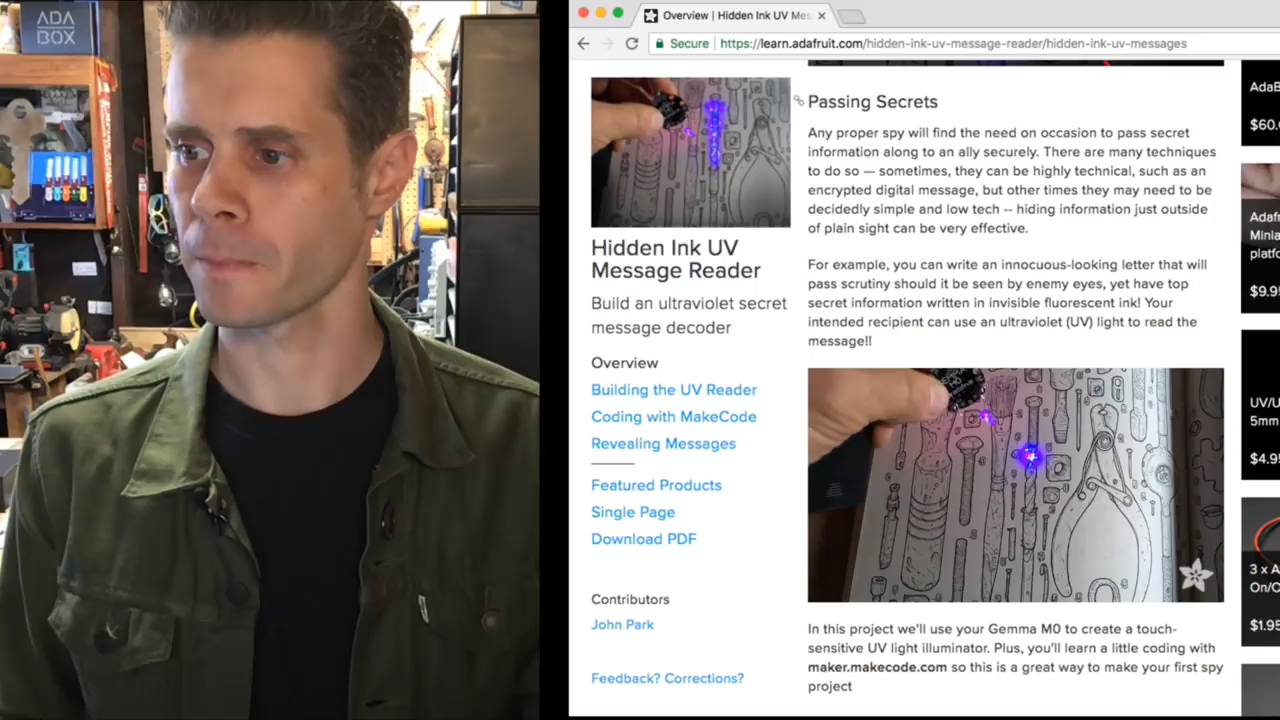 ADA
BOX
Overview | Hidden Ink UV Mes
Secure
https://learn.adafruit.com/hidden-ink-uv-message-reader/hidden-ink-uv-messages
Hidden Ink UV
Message Reader
Build an ultraviolet secret
message decoder
Overview
Building the UV Reader
Coding with MakeCode
Revealing Messages
Featured Products
Single Page
Download PDF
Contributors
John Park
Feedback? Corrections?
Passing Secrets
Any proper spy will find the need on occasion to pass secret
information along to an ally securely. There are many techniques
to do so — sometimes, they can be highly technical, such as an
encrypted digital message, but other times they may need to be
decidedly simple and low tech -- hiding information just outside
of plain sight can be very effective.
For example, you can write an innocuous-looking letter that will
pass scrutiny should it be seen by enemy eyes, yet have top
secret information written in invisible fluorescent ink! Your
intended recipient can use an ultraviolet (UV) light to read the
message!!
In this project we'll use your Gemma M0 to create a touch-
sensitive UV light illuminator. Plus, you'll learn a little coding with
maker.makecode.com so this is a great way to make your first spy
project
AdaB
$60.
Adafr
Minia
platfo
$9.9
UV/U
5mm
$4.9
3 x A
On/O
$1.95